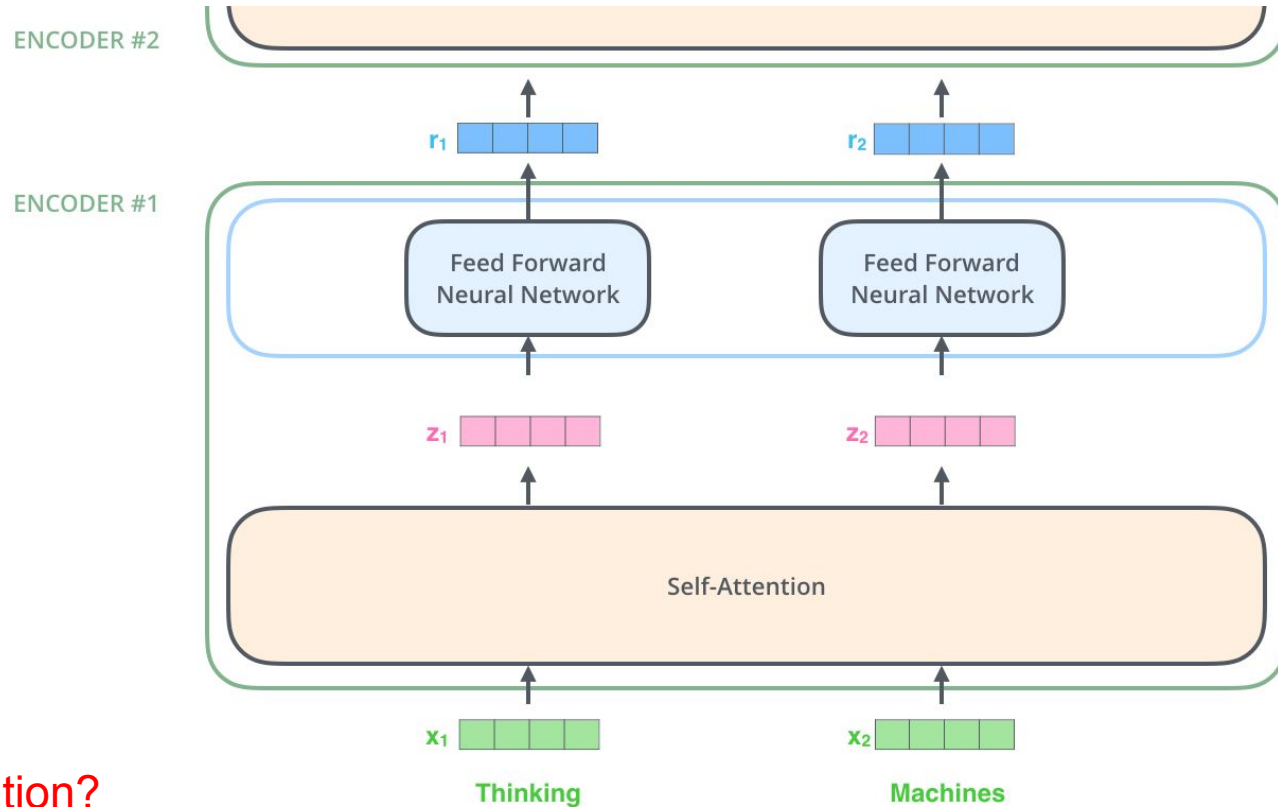 ENCODER #2
r₁ r₂
ENCODER #1
Feed Forward Neural Network
Feed Forward Neural Network
z₁ z₂
Self-Attention
x₁ x₂
Thinking Machines
tion?